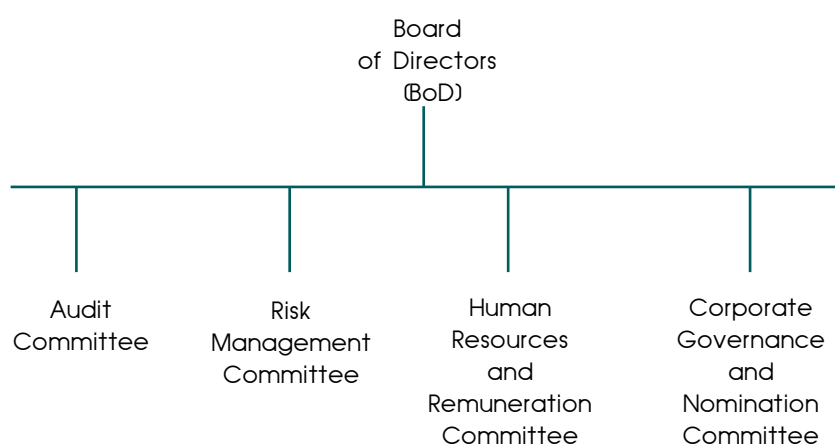 Board
of Directors
(BoD)
Audit
Committee
Risk
Management
Committee
Human
Resources
and
Remuneration
Committee
Corporate
Governance
and
Nomination
Committee